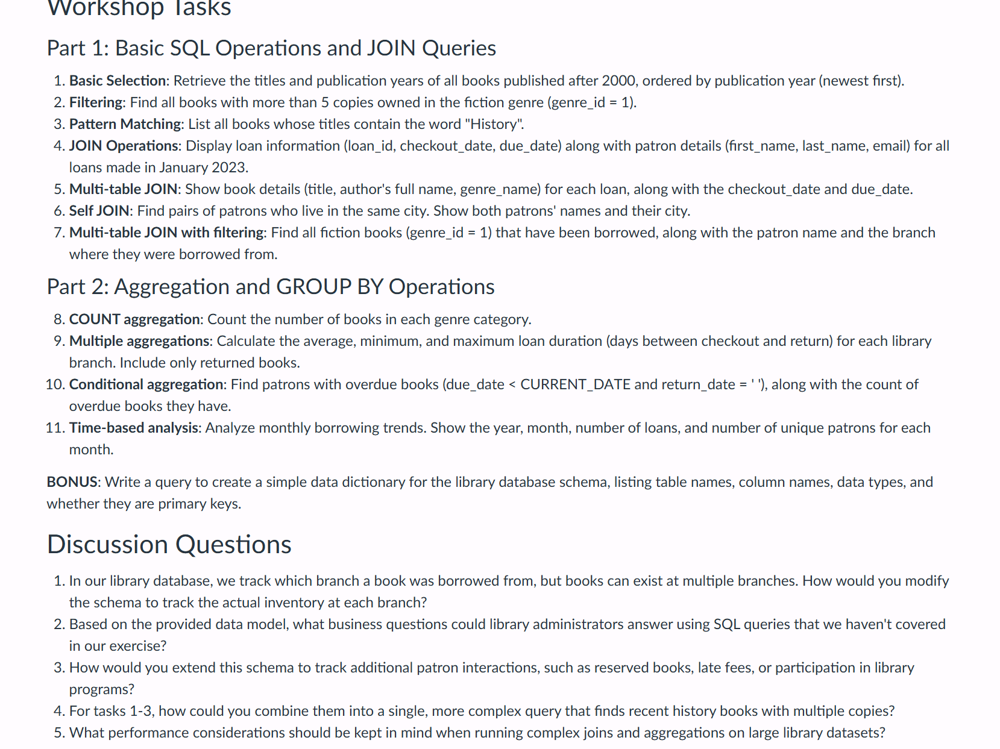 Workshop Tasks
Part 1: Basic SQL Operations and JOIN Queries
1. Basic Selection: Retrieve the titles and publication years of all books published after 2000, ordered by publication year (newest first).
2. Filtering: Find all books with more than 5 copies owned in the fiction genre (genre_id = 1).
3. Pattern Matching: List all books whose titles contain the word "History".
4. JOIN Operations: Display loan information (loan_id, checkout_date, due_date) along with patron details (first_name, last_name, email) for all
loans made in January 2023.
5. Multi-table JOIN: Show book details (title, author's full name, genre_name) for each loan, along with the checkout_date and due_date.
6. Self JOIN: Find pairs of patrons who live in the same city. Show both patrons' names and their city.
7. Multi-table JOIN with filtering: Find all fiction books (genre_id = 1) that have been borrowed, along with the patron name and the branch
where they were borrowed from.
Part 2: Aggregation and GROUP BY Operations
8. COUNT aggregation: Count the number of books in each genre category.
9. Multiple aggregations: Calculate the average, minimum, and maximum loan duration (days between checkout and return) for each library
branch. Include only returned books.
10. Conditional aggregation: Find patrons with overdue books (due_date < CURRENT_DATE and return_date = ' '), along with the count of
overdue books they have.
11. Time-based analysis: Analyze monthly borrowing trends. Show the year, month, number of loans, and number of unique patrons for each
month.
BONUS: Write a query to create a simple data dictionary for the library database schema, listing table names, column names, data types, and
whether they are primary keys.
Discussion Questions
1. In our library database, we track which branch a book was borrowed from, but books can exist at multiple branches. How would you modify
the schema to track the actual inventory at each branch?
2. Based on the provided data model, what business questions could library administrators answer using SQL queries that we haven't covered
in our exercise?
3. How would you extend this schema to track additional patron interactions, such as reserved books, late fees, or participation in library
programs?
4. For tasks 1-3, how could you combine them into a single, more complex query that finds recent history books with multiple copies?
5. What performance considerations should be kept in mind when running complex joins and aggregations on large library datasets?